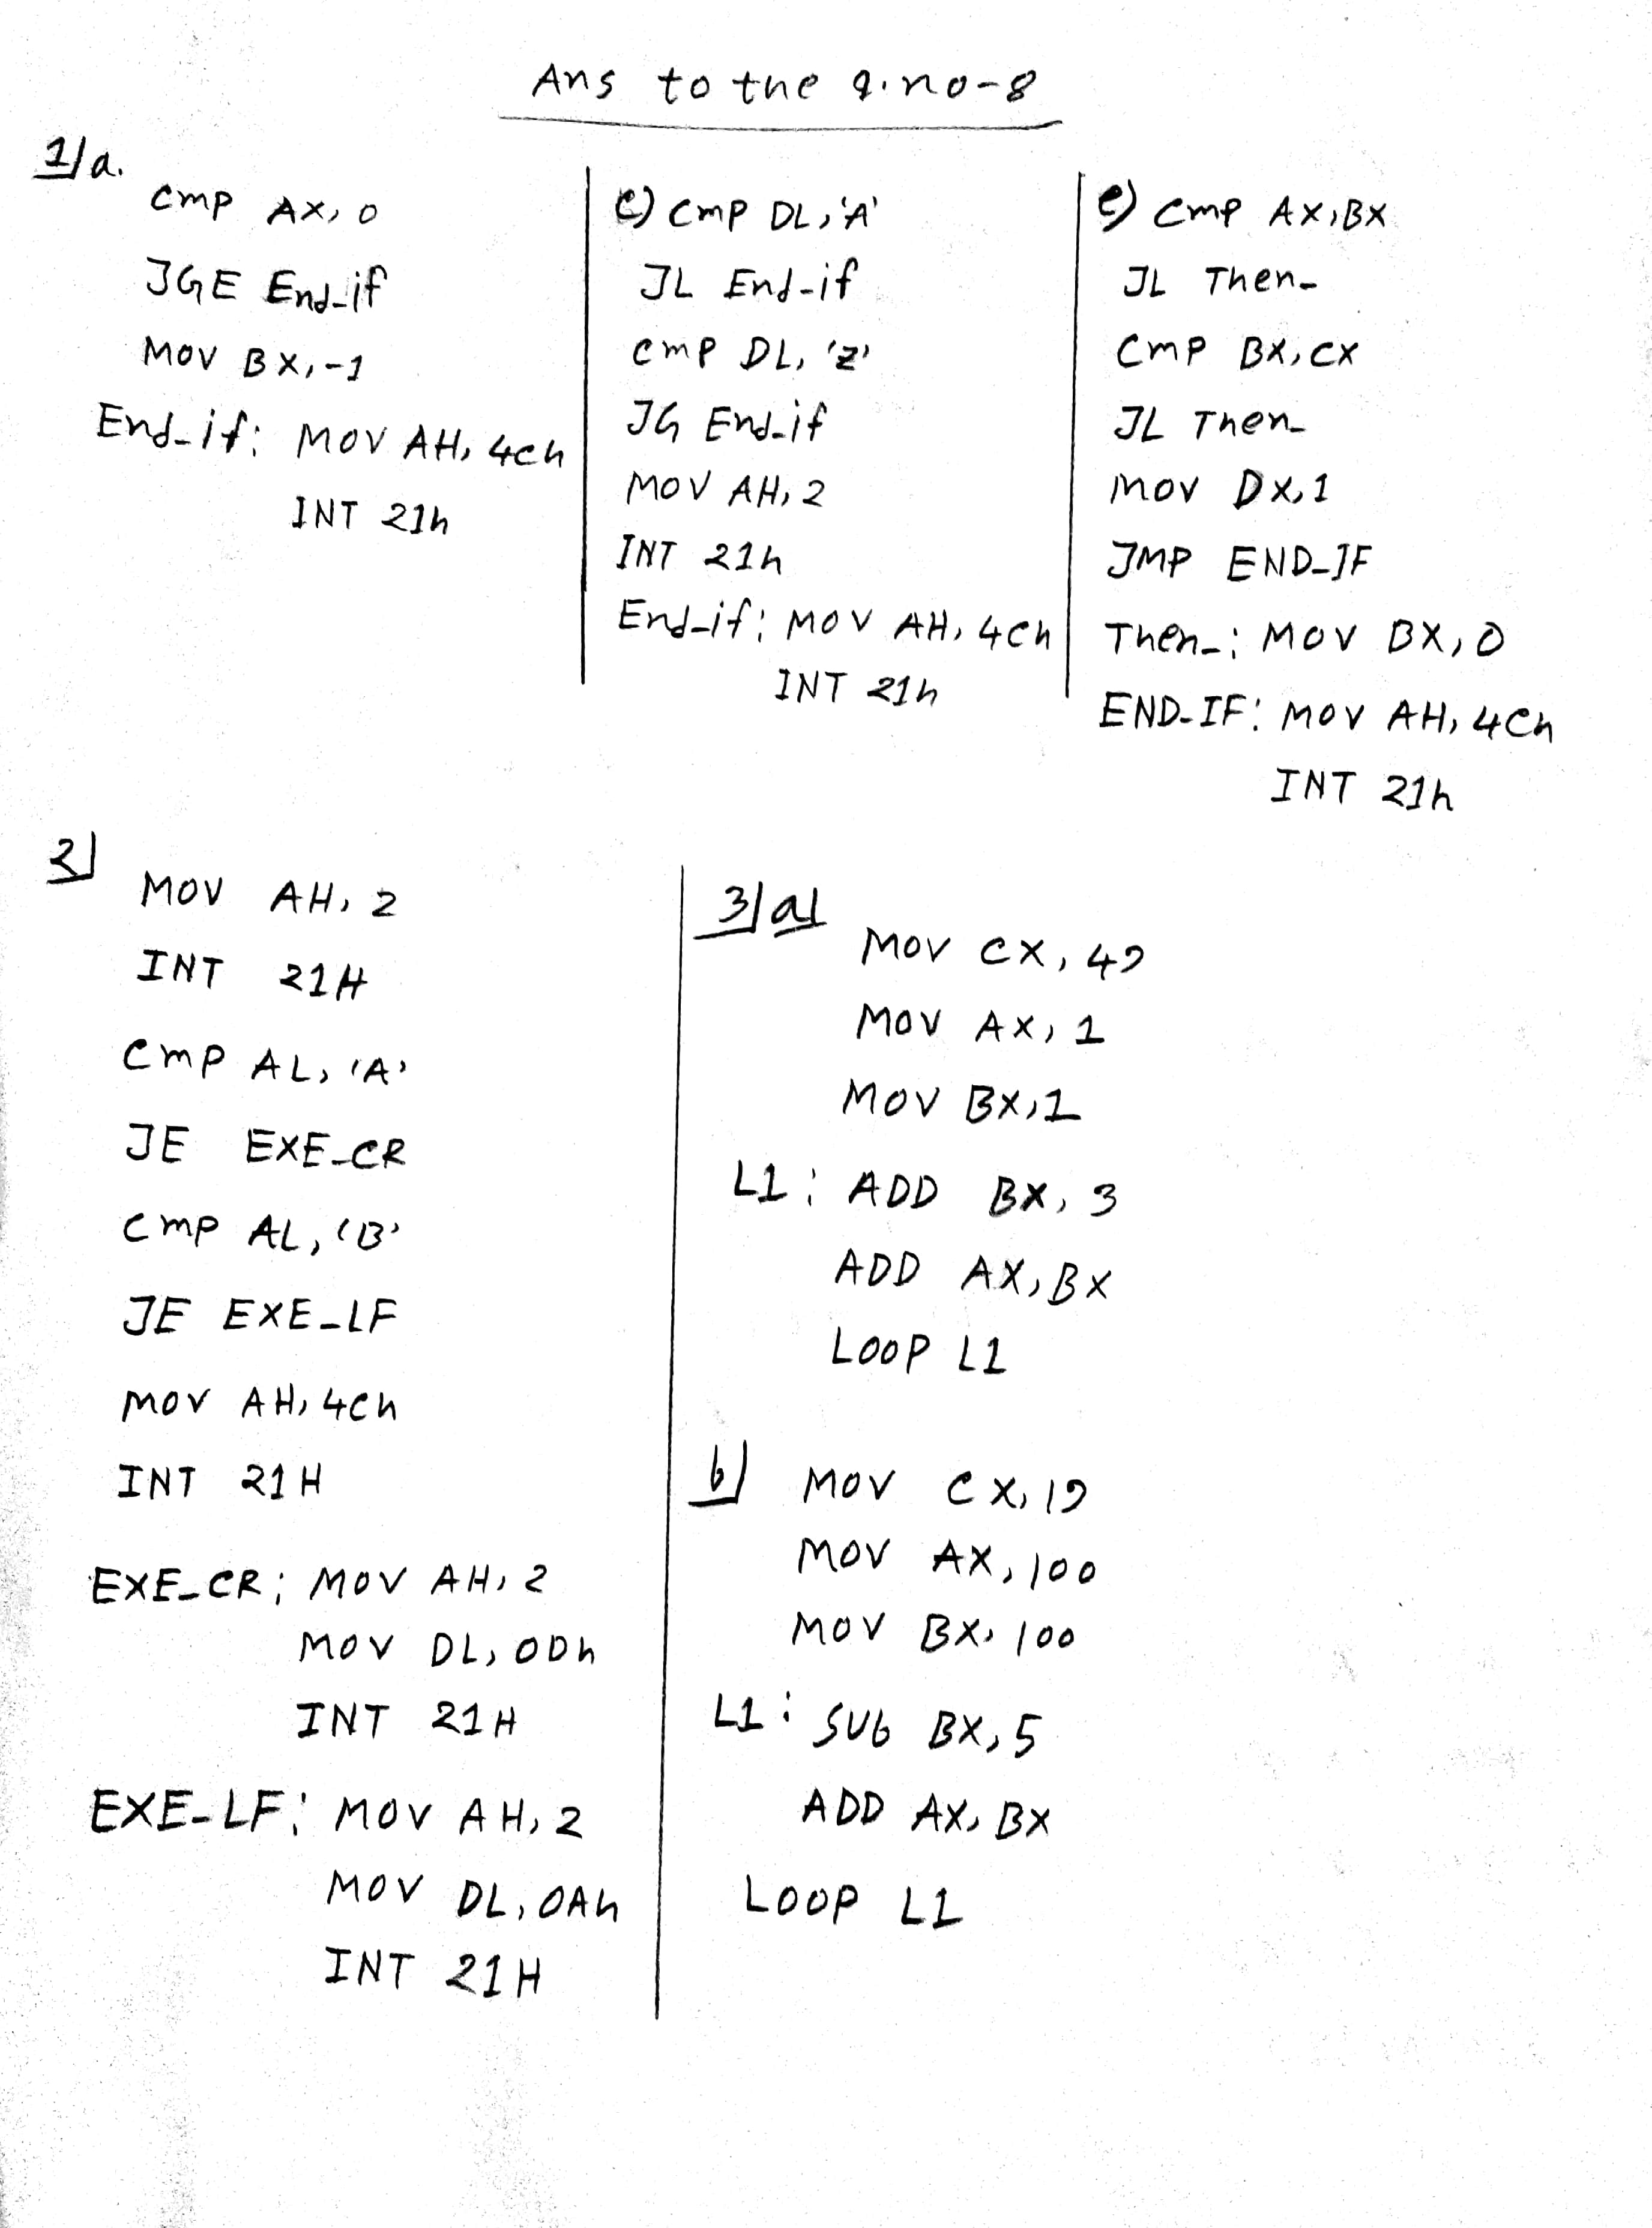 Ans to the q.no-8
1/a.
CMP AX, 0
JGE End_if
MOV BX, -1
End_if: MOV AH, 4Ch
INT 21h
c) CMP DL, 'A'
JL End_if
CMP DL, 'Z'
JG End_if
MOV AH, 2
INT 21h
End_if: MOV AH, 4Ch
INT 21h
e) CMP AX, BX
JL Then_
CMP BX, CX
JL Then_
MOV DX, 1
JMP END_IF
Then_: MOV BX, 0
END_IF: MOV AH, 4Ch
INT 21h
2)
MOV AH, 2
INT 21H
CMP AL, 'A'
JE EXE_CR
CMP AL, 'B'
JE EXE_LF
MOV AH, 4Ch
INT 21H
EXE_CR: MOV AH, 2
MOV DL, 0Dh
INT 21H
EXE_LF: MOV AH, 2
MOV DL, 0Ah
INT 21H
3/a)
MOV CX, 49
MOV AX, 1
MOV BX, 1
L1: ADD BX, 3
ADD AX, BX
LOOP L1
b) MOV CX, 19
MOV AX, 100
MOV BX, 100
L1: SUB BX, 5
ADD AX, BX
LOOP L1